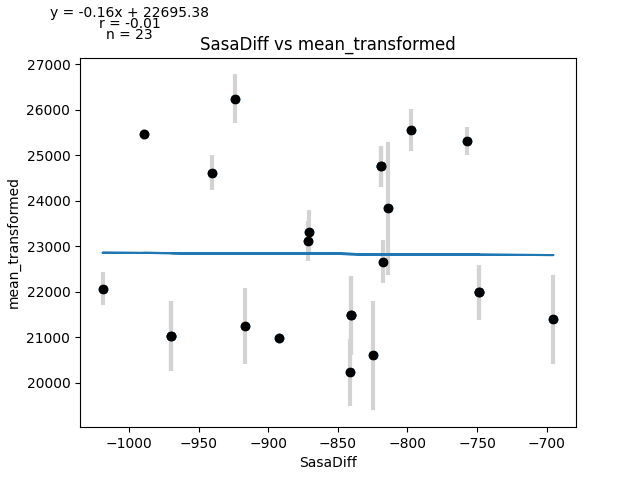 y = -0.16x + 22695.38
r = -0.01
n = 23
SasaDiff vs mean_transformed
27000
26000
25000
24000
23000
22000
21000
20000
mean_transformed
−1000
−950
−900
−850
−800
−750
−700
SasaDiff